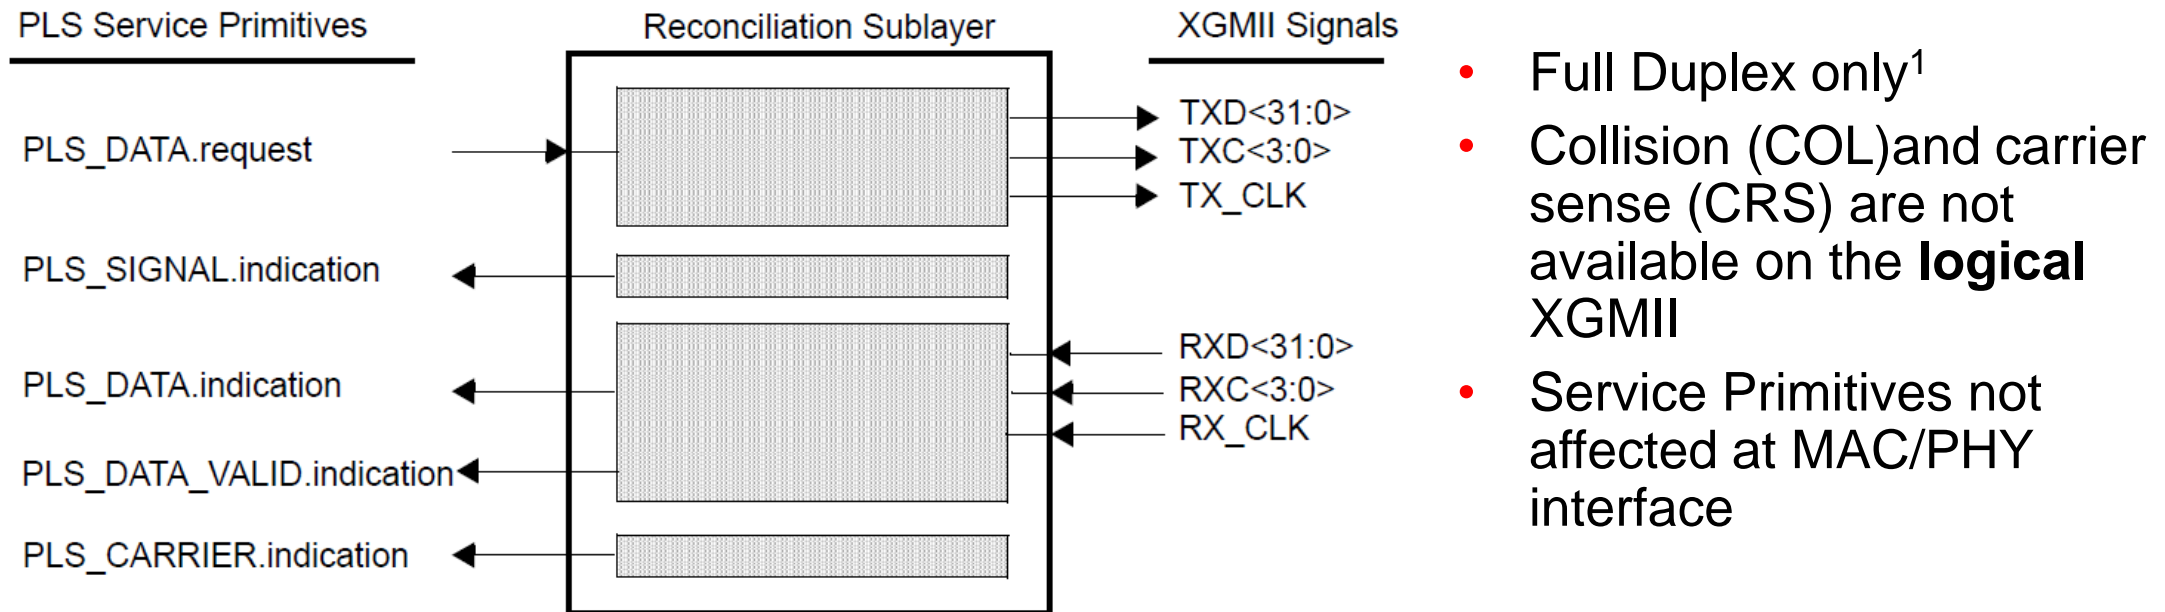 PLS Service Primitives
Reconciliation Sublayer
XGMII Signals
PLS_DATA.request
TXD<31:0>
TXC<3:0>
TX_CLK
PLS_SIGNAL.indication
PLS_DATA.indication
RXD<31:0>
RXC<3:0>
RX_CLK
PLS_DATA_VALID.indication
PLS_CARRIER.indication
• Full Duplex only¹
• Collision (COL)and carrier
sense (CRS) are not
available on the logical
XGMII
• Service Primitives not
affected at MAC/PHY
interface